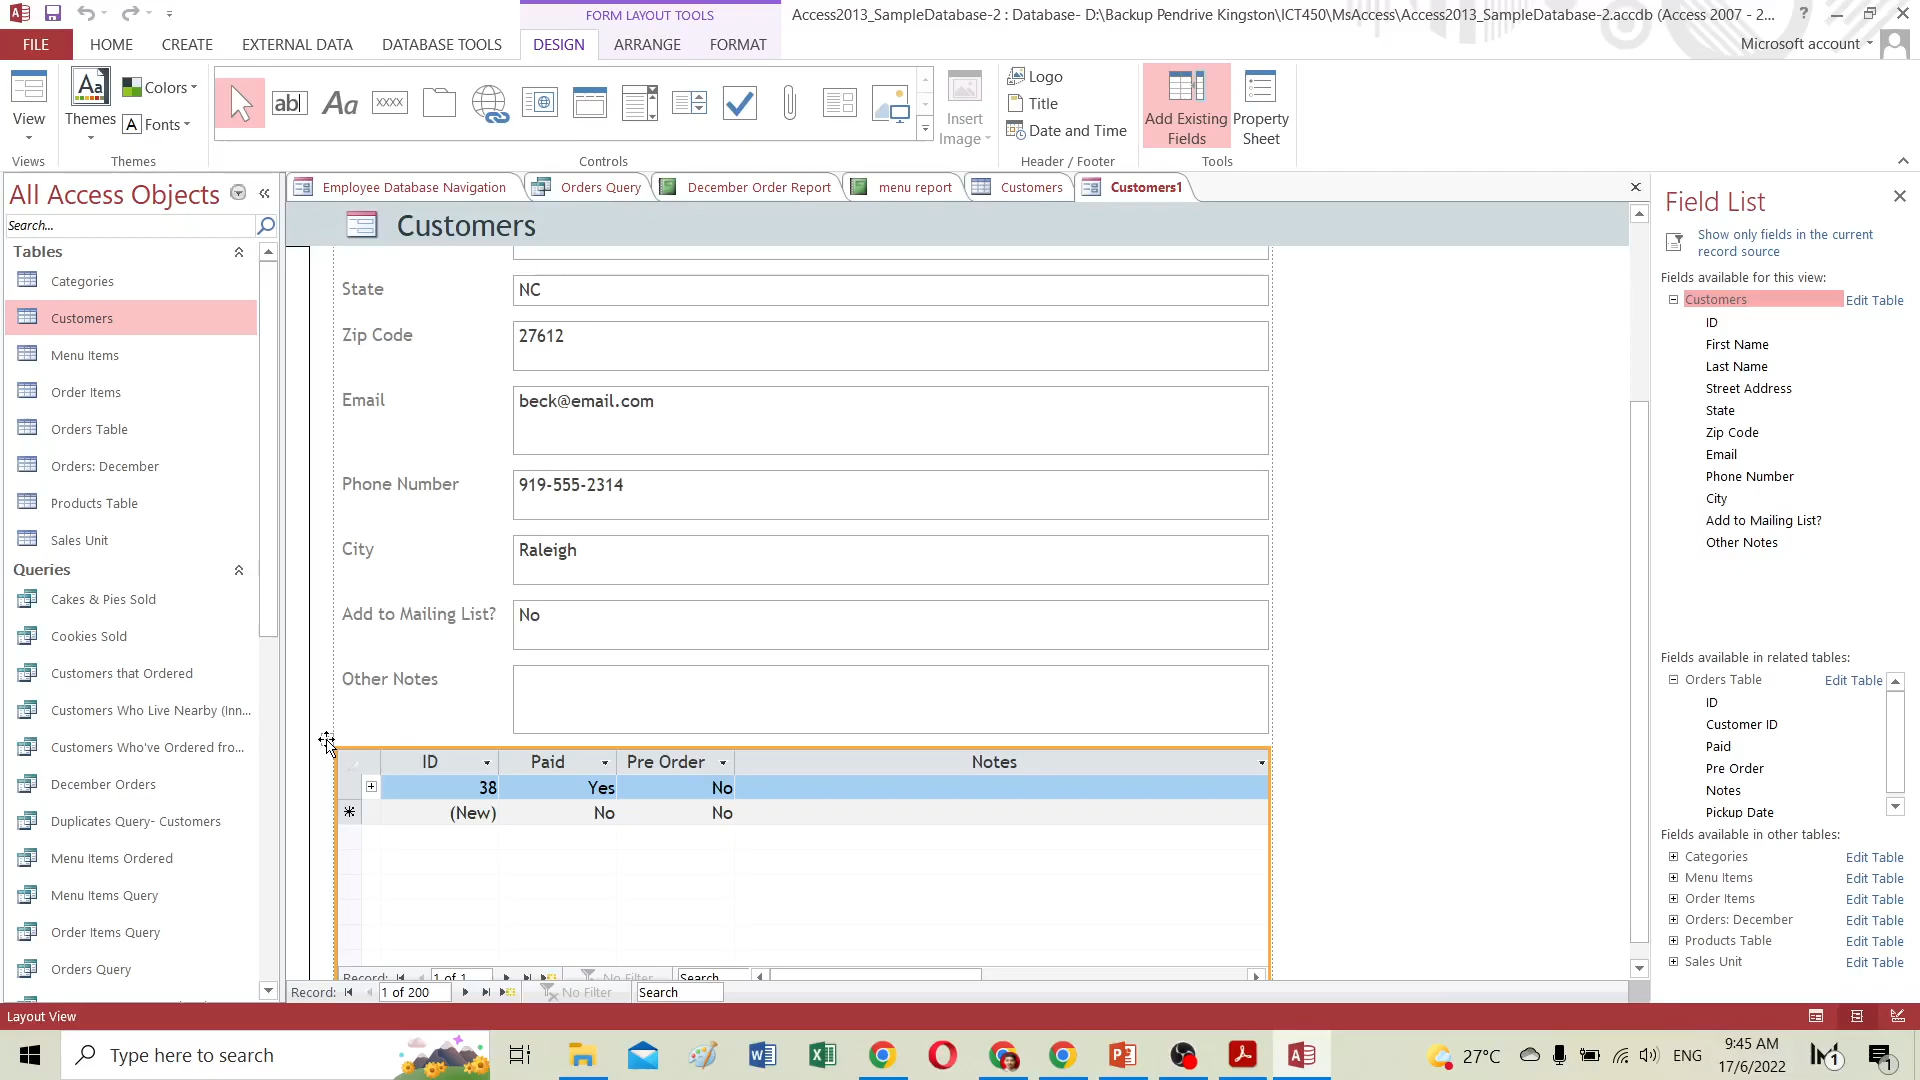 FORM LAYOUT TOOLS
Access2013_SampleDatabase-2 : Database- D:\Backup Pendrive Kingston\ICT450\MsAccess\Access2013_SampleDatabase-2.accdb (Access 2007 - 2...
?
FILE HOME CREATE EXTERNAL DATA DATABASE TOOLS DESIGN ARRANGE FORMAT Microsoft account
View
Views
Aa
Themes
Colors
A Fonts
Themes
ab Aa XXXX
Controls
Insert
Image
Logo
Title
Date and Time
Header / Footer
Add Existing
Fields
Property
Sheet
Tools
All Access Objects
Search...
Tables
Categories
Customers
Menu Items
Order Items
Orders Table
Orders: December
Products Table
Sales Unit
Queries
Cakes & Pies Sold
Cookies Sold
Customers that Ordered
Customers Who Live Nearby (Inn...
Customers Who've Ordered fro...
December Orders
Duplicates Query- Customers
Menu Items Ordered
Menu Items Query
Order Items Query
Orders Query
Employee Database Navigation Orders Query December Order Report menu report Customers Customers1
Customers
State NC
Zip Code 27612
Email beck@email.com
Phone Number 919-555-2314
City Raleigh
Add to Mailing List? No
Other Notes
ID Paid Pre Order Notes
38 Yes No
(New) No No
Record: 1 of 1 No Filter Search
Record: 1 of 200 No Filter Search
Field List
Show only fields in the current
record source
Fields available for this view:
Customers Edit Table
ID
First Name
Last Name
Street Address
State
Zip Code
Email
Phone Number
City
Add to Mailing List?
Other Notes
Fields available in related tables:
Orders Table Edit Table
ID
Customer ID
Paid
Pre Order
Notes
Pickup Date
Fields available in other tables:
Categories Edit Table
Menu Items Edit Table
Order Items Edit Table
Orders: December Edit Table
Products Table Edit Table
Sales Unit Edit Table
Layout View
Type here to search
27°C ENG
9:45 AM
17/6/2022
1
1